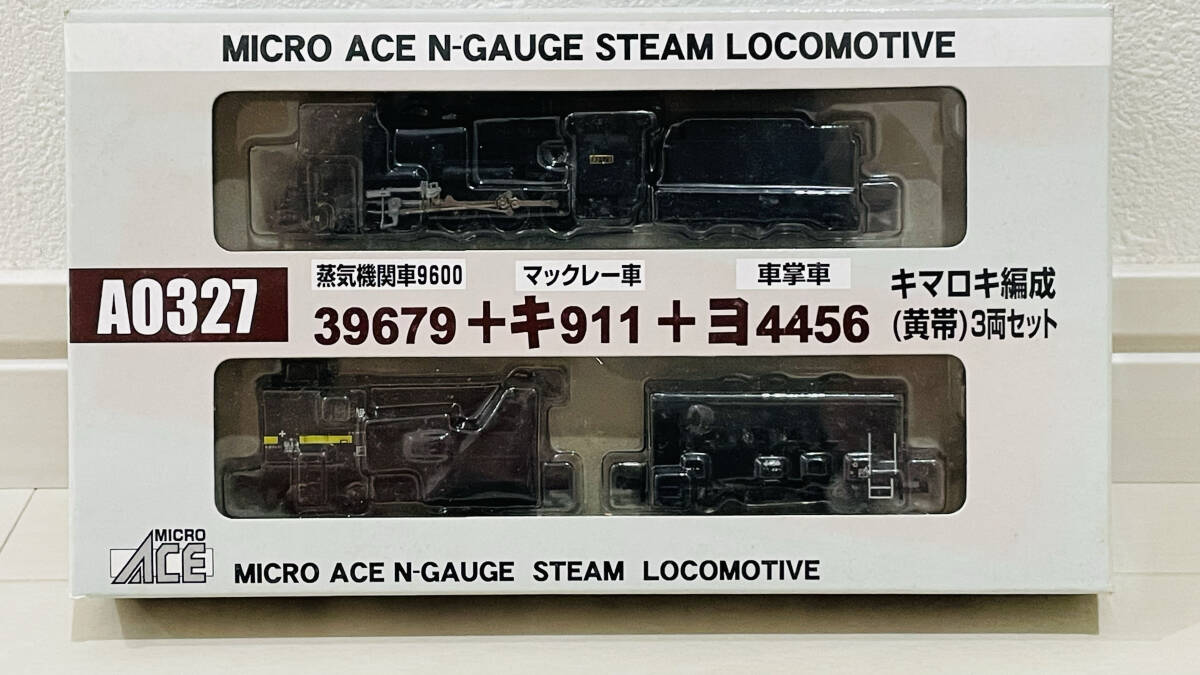 MICRO ACE N-GAUGE STEAM LOCOMOTIVE
A0327
蒸気機関車9600 マックレー車 車掌車
39679+キ911+ヨ4456
キマロキ編成
(黄帯)3両セット
MICRO
ACE
MICRO ACE N-GAUGE STEAM LOCOMOTIVE